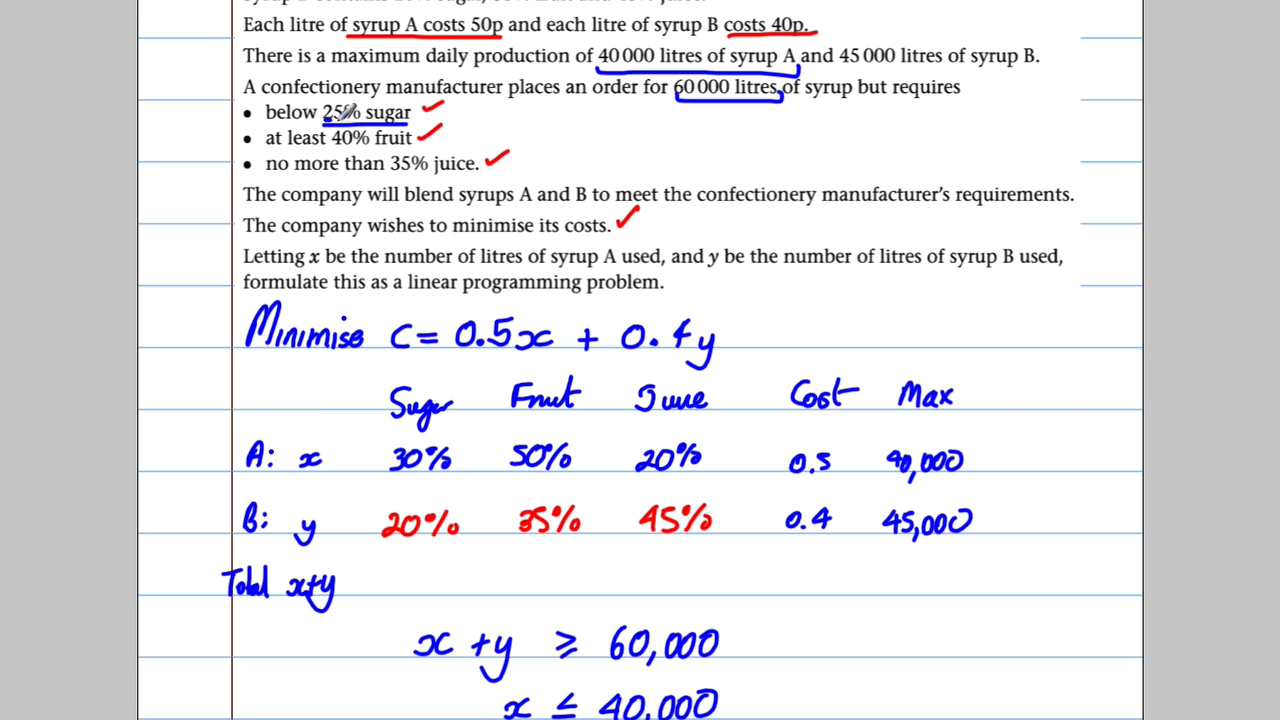 Each litre of syrup A costs 50p and each litre of syrup B costs 40p.
There is a maximum daily production of 40 000 litres of syrup A and 45 000 litres of syrup B.
A confectionery manufacturer places an order for 60 000 litres of syrup but requires
• below 25% sugar
• at least 40% fruit
• no more than 35% juice.
The company will blend syrups A and B to meet the confectionery manufacturer's requirements.
The company wishes to minimise its costs.
Letting x be the number of litres of syrup A used, and y be the number of litres of syrup B used,
formulate this as a linear programming problem.
Minimise C = 0.5x + 0.4y
Sugar Fruit Juice Cost Max
A: x 30% 50% 20% 0.5 40,000
B: y 20% 35% 45% 0.4 45,000
Total x+y
x + y ≥ 60,000
x ≤ 40,000